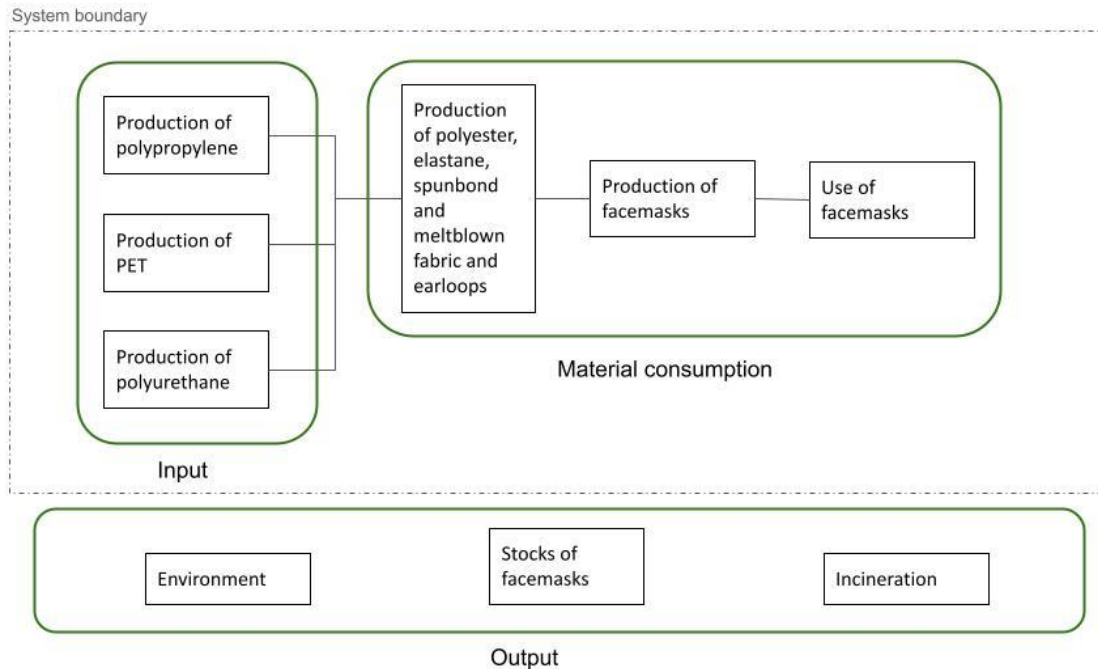 System boundary
Production of
polypropylene
Production of
PET
Production of
polyurethane
Input
Production
of polyester,
elastane,
spunbond
and
meltblown
fabric and
earloops
Production of
facemasks
Use of
facemasks
Material consumption
Environment
Stocks of
facemasks
Incineration
Output